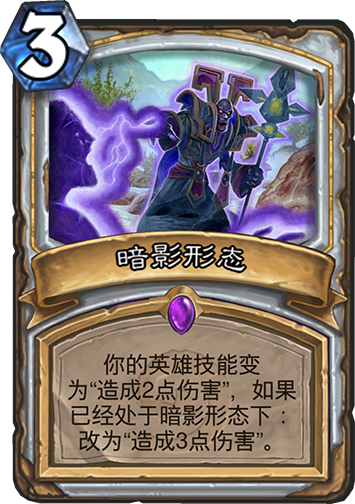 3
暗影形态
你的英雄技能变
为“造成2点伤害”，如果
已经处于暗影形态下：
改为“造成3点伤害”。